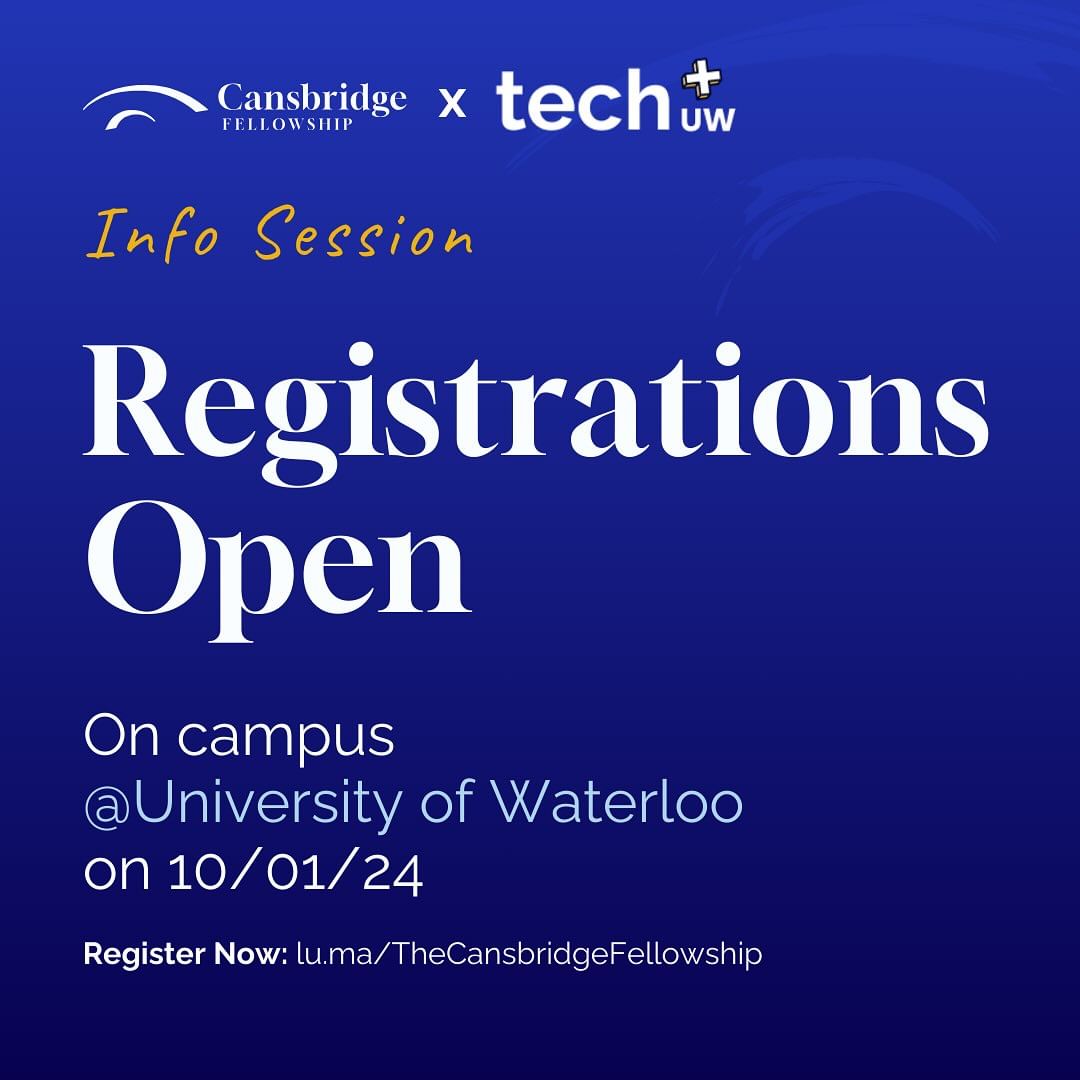 Cansbridge FELLOWSHIP x tech+ UW
Info Session
Registrations
Open
On campus
@University of Waterloo
on 10/01/24
Register Now: lu.ma/TheCansbridgeFellowship